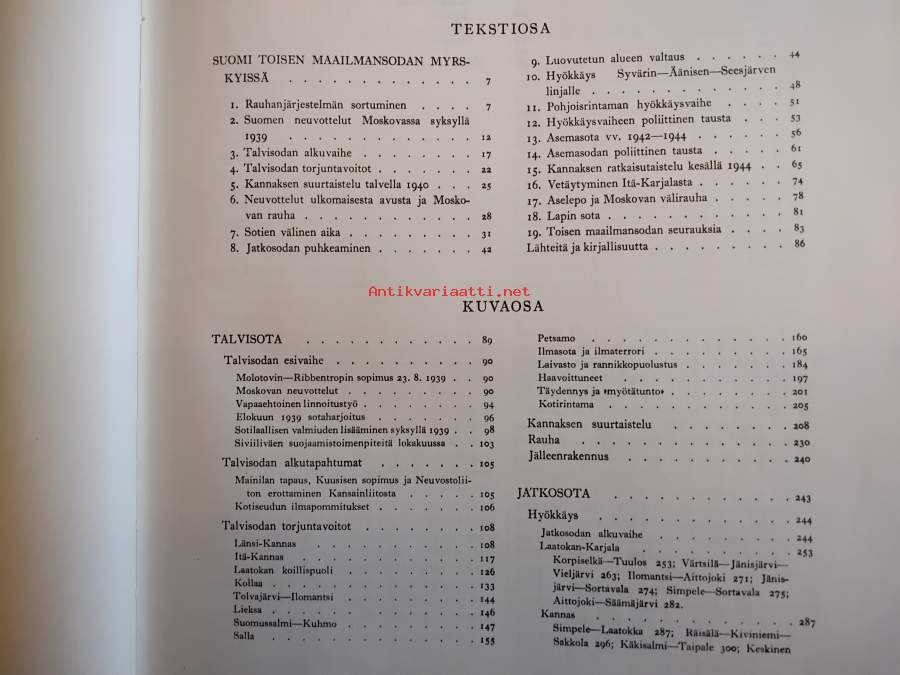 TEKSTIOSA
SUOMI TOISEN MAAILMANSODAN MYRS-
KYISSÄ . . . . . . . . . . . . 7
1. Rauhanjärjestelmän sortuminen . . . . 7
2. Suomen neuvottelut Moskovassa syksyllä
1939 . . . . . . . . . . . . 12
3. Talvisodan alkuvaihe . . . . . . . . 17
4. Talvisodan torjuntavoitot . . . . . . . 22
5. Kannaksen suurtaistelu talvella 1940 . . . 25
6. Neuvottelut ulkomaisesta avusta ja Mosko-
van rauha . . . . . . . . . . . . 28
7. Sotien välinen aika . . . . . . . . . 31
8. Jatkosodan puhkeaminen . . . . . . . 42
9. Luovutetun alueen valtaus . . . . . . 44
10. Hyökkäys Syvärin—Äänisen—Seesjärven
linjalle . . . . . . . . . . . . 48
11. Pohjoisrintaman hyökkäysvaihe . . . . 51
12. Hyökkäysvaiheen poliittinen tausta . . . 53
13. Asemasota vv. 1942—1944 . . . . . . 56
14. Asemasodan poliittinen tausta . . . . . 61
15. Kannaksen ratkaisutaistelu kesällä 1944 . . 65
16. Vetäytyminen Itä-Karjalasta . . . . . . 74
17. Aselepo ja Moskovan välirauha . . . . . 78
18. Lapin sota . . . . . . . . . . . 81
19. Toisen maailmansodan seurauksia . . . . 83
Lähteitä ja kirjallisuutta . . . . . . . . . 86
Antikvariaatti.net
KUVAOSA
TALVISOTA . . . . . . . . . . . . 89
Talvisodan esivaihe . . . . . . . . . . 90
Molotovin—Ribbentropin sopimus 23. 8. 1939 . . 90
Moskovan neuvottelut . . . . . . . . . 90
Vapaaehtoinen linnoitustyö . . . . . . . . 94
Elokuun 1939 sotaharjoitus . . . . . . . 96
Sotilaallisen valmiuden lisääminen syksyllä 1939 . . 98
Siviiliväen suojaamistoimenpiteitä lokakuussa . . 103
Talvisodan alkutapahtumat . . . . . . . 105
Mainilan tapaus, Kuusisen sopimus ja Neuvostolii-
ton erottaminen Kansainliitosta . . . . . 105
Kotiseudun ilmapommitukset . . . . . . . 106
Talvisodan torjuntavoitot . . . . . . . . 108
Länsi-Kannas . . . . . . . . . . . 108
Itä-Kannas . . . . . . . . . . . . 117
Laatokan koillispuoli . . . . . . . . . 126
Kollaa . . . . . . . . . . . . . 133
Tolvajärvi—Ilomantsi . . . . . . . . . 144
Lieksa . . . . . . . . . . . . . 146
Suomussalmi—Kuhmo . . . . . . . . . 147
Salla . . . . . . . . . . . . . . 155
Petsamo . . . . . . . . . . . . 160
Ilmasota ja ilmaterrori . . . . . . . . 165
Laivasto ja rannikkopuolustus . . . . . . 184
Haavoittuneet . . . . . . . . . . 197
Täydennys ja »myötätunto» . . . . . . . 201
Kotirintama . . . . . . . . . . . 205
Kannaksen suurtaistelu . . . . . . . . 208
Rauha . . . . . . . . . . . . . 230
Jälleenrakennus . . . . . . . . . . 240
JATKOSOTA . . . . . . . . . . . . 243
Hyökkäys . . . . . . . . . . . . 244
Jatkosodan alkuvaihe . . . . . . . . . 244
Laatokan-Karjala . . . . . . . . . . 253
Korpiselkä—Tuulos 253; Värtsilä—Jänisjärvi—
Vieljärvi 263; Ilomantsi—Aittojoki 271; Jänis-
järvi—Sortavala 274; Simpele—Sortavala 275;
Aittojoki—Säämäjärvi 282.
Kannas . . . . . . . . . . . . . 287
Simpele—Laatokka 287; Räisälä—Kiviniemi—
Sakkola 296; Käkisalmi—Taipale 300; Keskinen